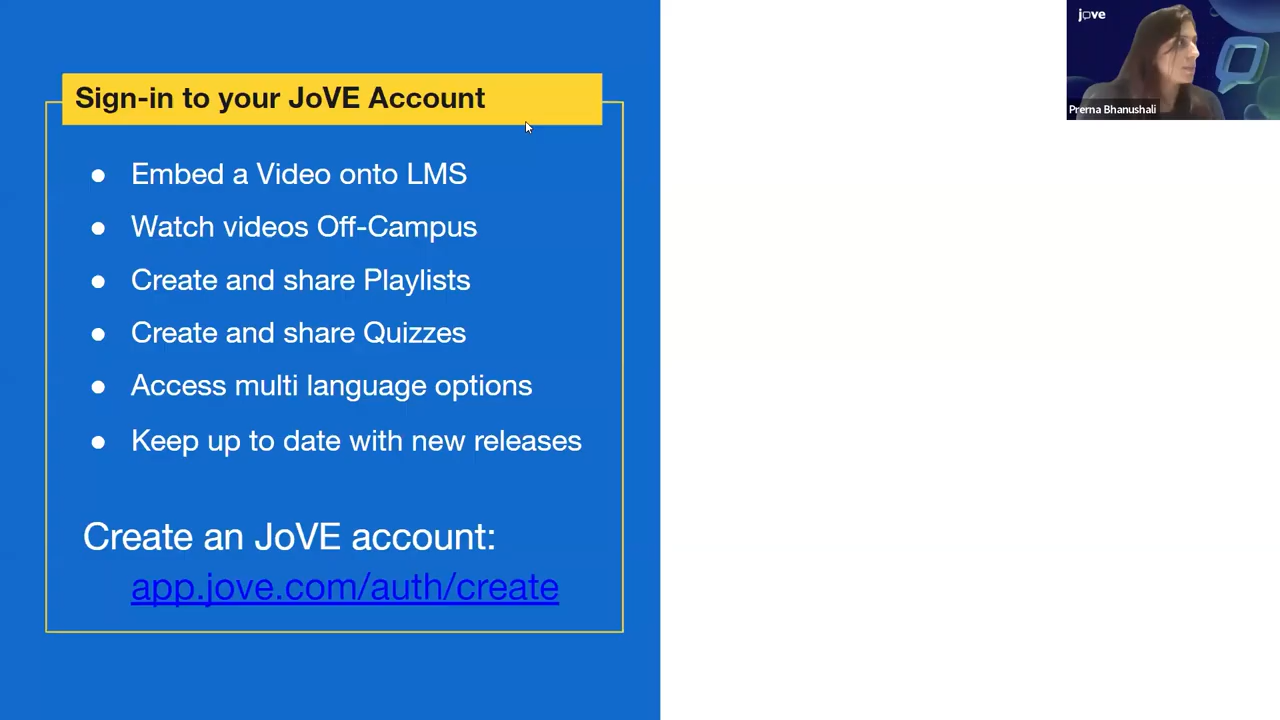 Sign-in to your JoVE Account
● Embed a Video onto LMS
● Watch videos Off-Campus
● Create and share Playlists
● Create and share Quizzes
● Access multi language options
● Keep up to date with new releases
Create an JoVE account:
app.jove.com/auth/create
jove
Prerna Bhanushali